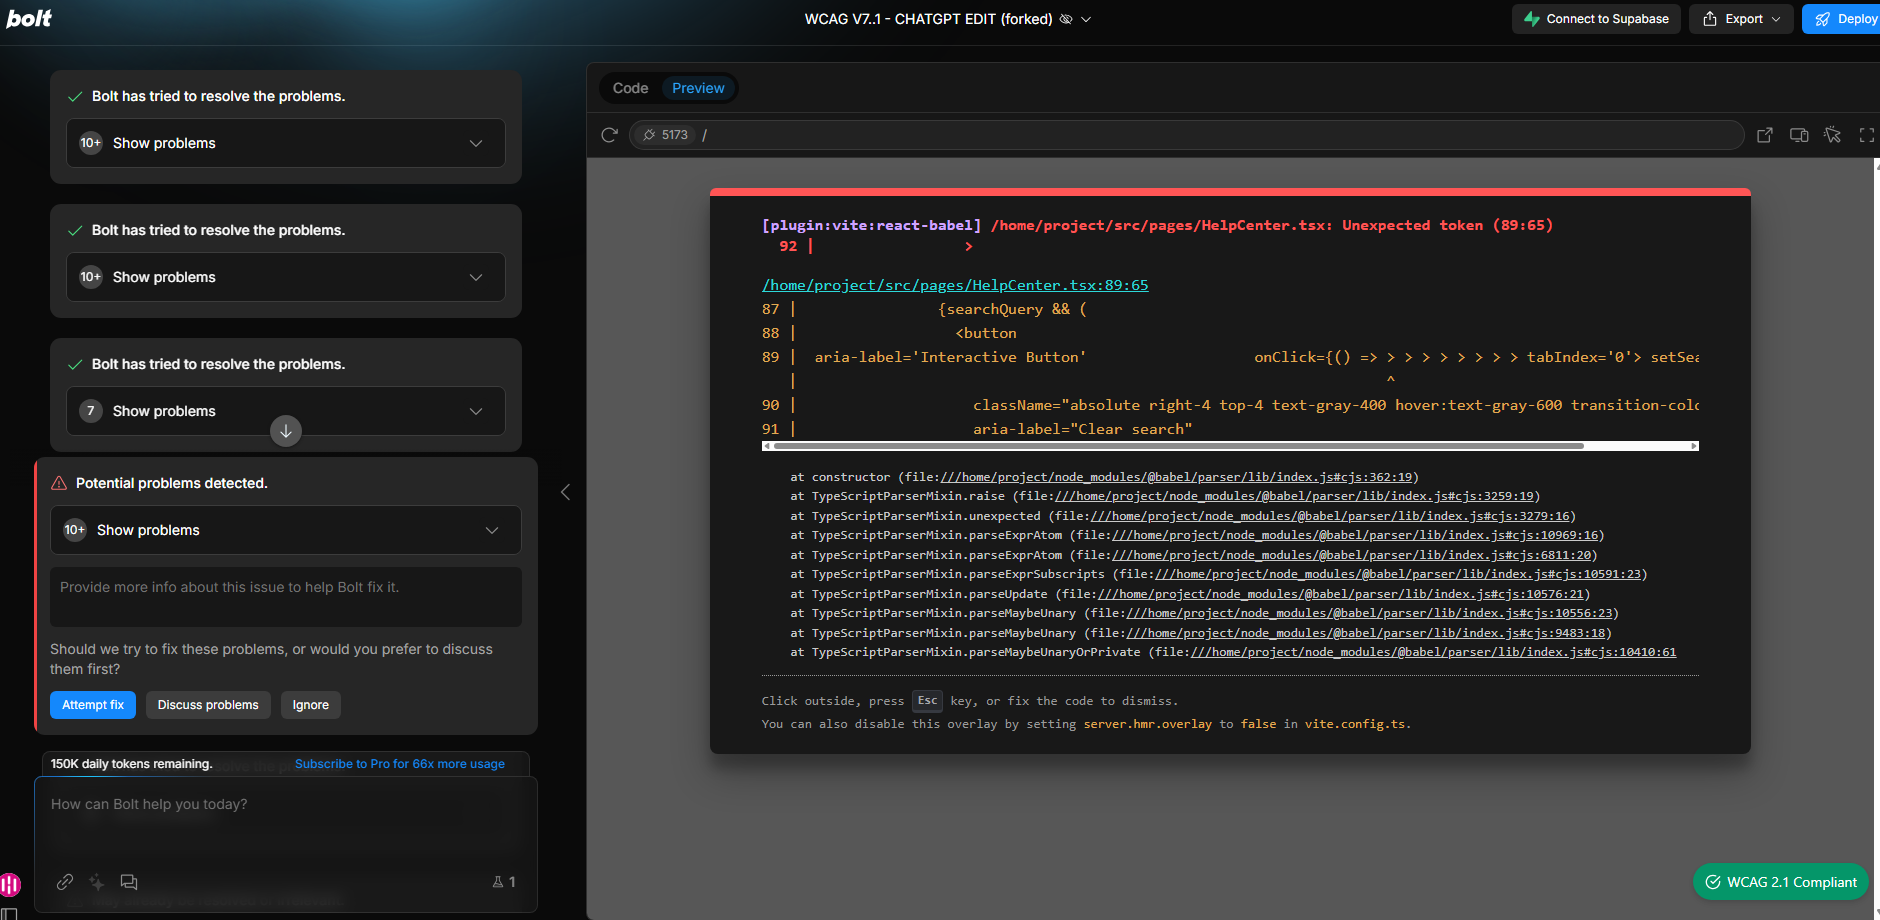 bolt
WCAG V7..1 - CHATGPT EDIT (forked)
Connect to Supabase
Export
Deploy
Bolt has tried to resolve the problems.
10+ Show problems
Bolt has tried to resolve the problems.
10+ Show problems
Bolt has tried to resolve the problems.
7 Show problems
Potential problems detected.
10+ Show problems
Provide more info about this issue to help Bolt fix it.
Should we try to fix these problems, or would you prefer to discuss
them first?
Attempt fix Discuss problems Ignore
150K daily tokens remaining. Subscribe to Pro for 66x more usage
How can Bolt help you today?
1
Code Preview
5173 /
[plugin:vite:react-babel] /home/project/src/pages/HelpCenter.tsx: Unexpected token (89:65)
92 | >
/home/project/src/pages/HelpCenter.tsx:89:65
87 | {searchQuery && (
88 | <button
89 | aria-label='Interactive Button' onClick={() => > > > > > > > > tabIndex='0'> setSea
| ^
90 | className="absolute right-4 top-4 text-gray-400 hover:text-gray-600 transition-colo
91 | aria-label="Clear search"
at constructor (file:///home/project/node_modules/@babel/parser/lib/index.js#cjs:362:19)
at TypeScriptParserMixin.raise (file:///home/project/node_modules/@babel/parser/lib/index.js#cjs:3259:19)
at TypeScriptParserMixin.unexpected (file:///home/project/node_modules/@babel/parser/lib/index.js#cjs:3279:16)
at TypeScriptParserMixin.parseExprAtom (file:///home/project/node_modules/@babel/parser/lib/index.js#cjs:10969:16)
at TypeScriptParserMixin.parseExprAtom (file:///home/project/node_modules/@babel/parser/lib/index.js#cjs:6811:20)
at TypeScriptParserMixin.parseExprSubscripts (file:///home/project/node_modules/@babel/parser/lib/index.js#cjs:10591:23)
at TypeScriptParserMixin.parseUpdate (file:///home/project/node_modules/@babel/parser/lib/index.js#cjs:10576:21)
at TypeScriptParserMixin.parseMaybeUnary (file:///home/project/node_modules/@babel/parser/lib/index.js#cjs:10556:23)
at TypeScriptParserMixin.parseMaybeUnary (file:///home/project/node_modules/@babel/parser/lib/index.js#cjs:9483:18)
at TypeScriptParserMixin.parseMaybeUnaryOrPrivate (file:///home/project/node_modules/@babel/parser/lib/index.js#cjs:10410:61
Click outside, press Esc key, or fix the code to dismiss.
You can also disable this overlay by setting server.hmr.overlay to false in vite.config.ts.
WCAG 2.1 Compliant